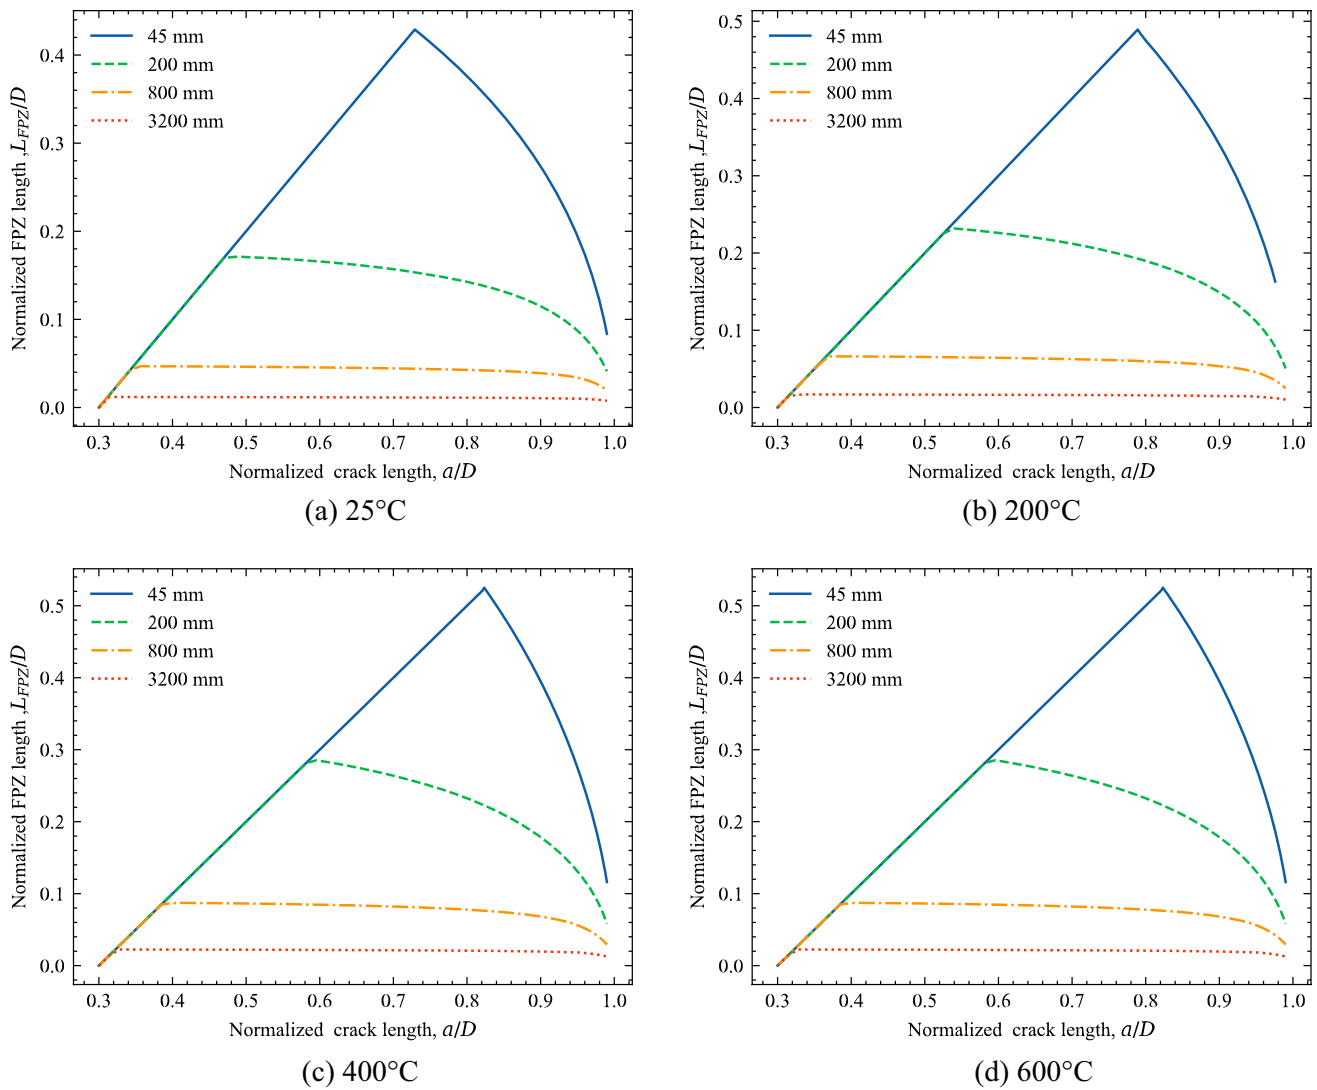 45 mm
200 mm
800 mm
3200 mm
Normalized FPZ length ,L_FPZ/D
0.4
0.3
0.2
0.1
0.0
0.3 0.4 0.5 0.6 0.7 0.8 0.9 1.0
Normalized crack length, a/D
(a) 25°C
45 mm
200 mm
800 mm
3200 mm
Normalized FPZ length ,L_FPZ/D
0.5
0.4
0.3
0.2
0.1
0.0
0.3 0.4 0.5 0.6 0.7 0.8 0.9 1.0
Normalized crack length, a/D
(b) 200°C
45 mm
200 mm
800 mm
3200 mm
Normalized FPZ length ,L_FPZ/D
0.5
0.4
0.3
0.2
0.1
0.0
0.3 0.4 0.5 0.6 0.7 0.8 0.9 1.0
Normalized crack length, a/D
(c) 400°C
45 mm
200 mm
800 mm
3200 mm
Normalized FPZ length ,L_FPZ/D
0.5
0.4
0.3
0.2
0.1
0.0
0.3 0.4 0.5 0.6 0.7 0.8 0.9 1.0
Normalized crack length, a/D
(d) 600°C